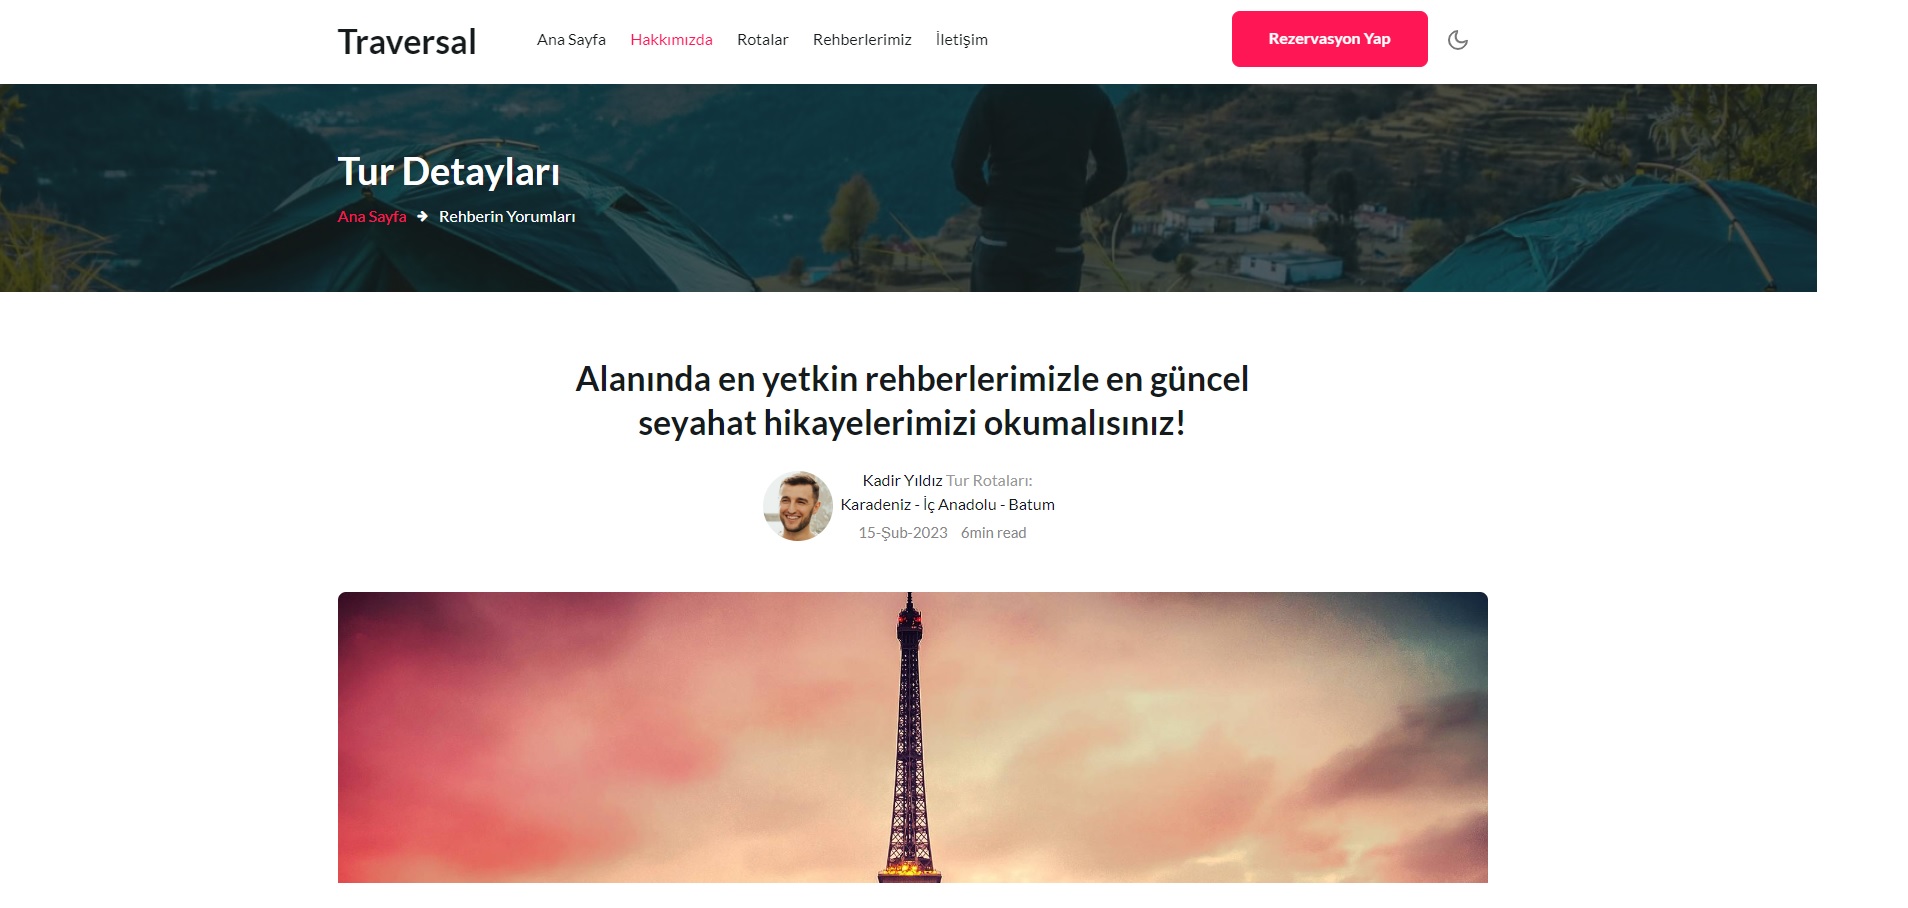 Traversal
Ana Sayfa Hakkımızda Rotalar Rehberlerimiz İletişim
Rezervasyon Yap
Tur Detayları
Ana Sayfa → Rehberin Yorumları
Alanında en yetkin rehberlerimizle en güncel
seyahat hikayelerimizi okumalısınız!
Kadir Yıldız Tur Rotaları:
Karadeniz - İç Anadolu - Batum
15-Şub-2023 6min read